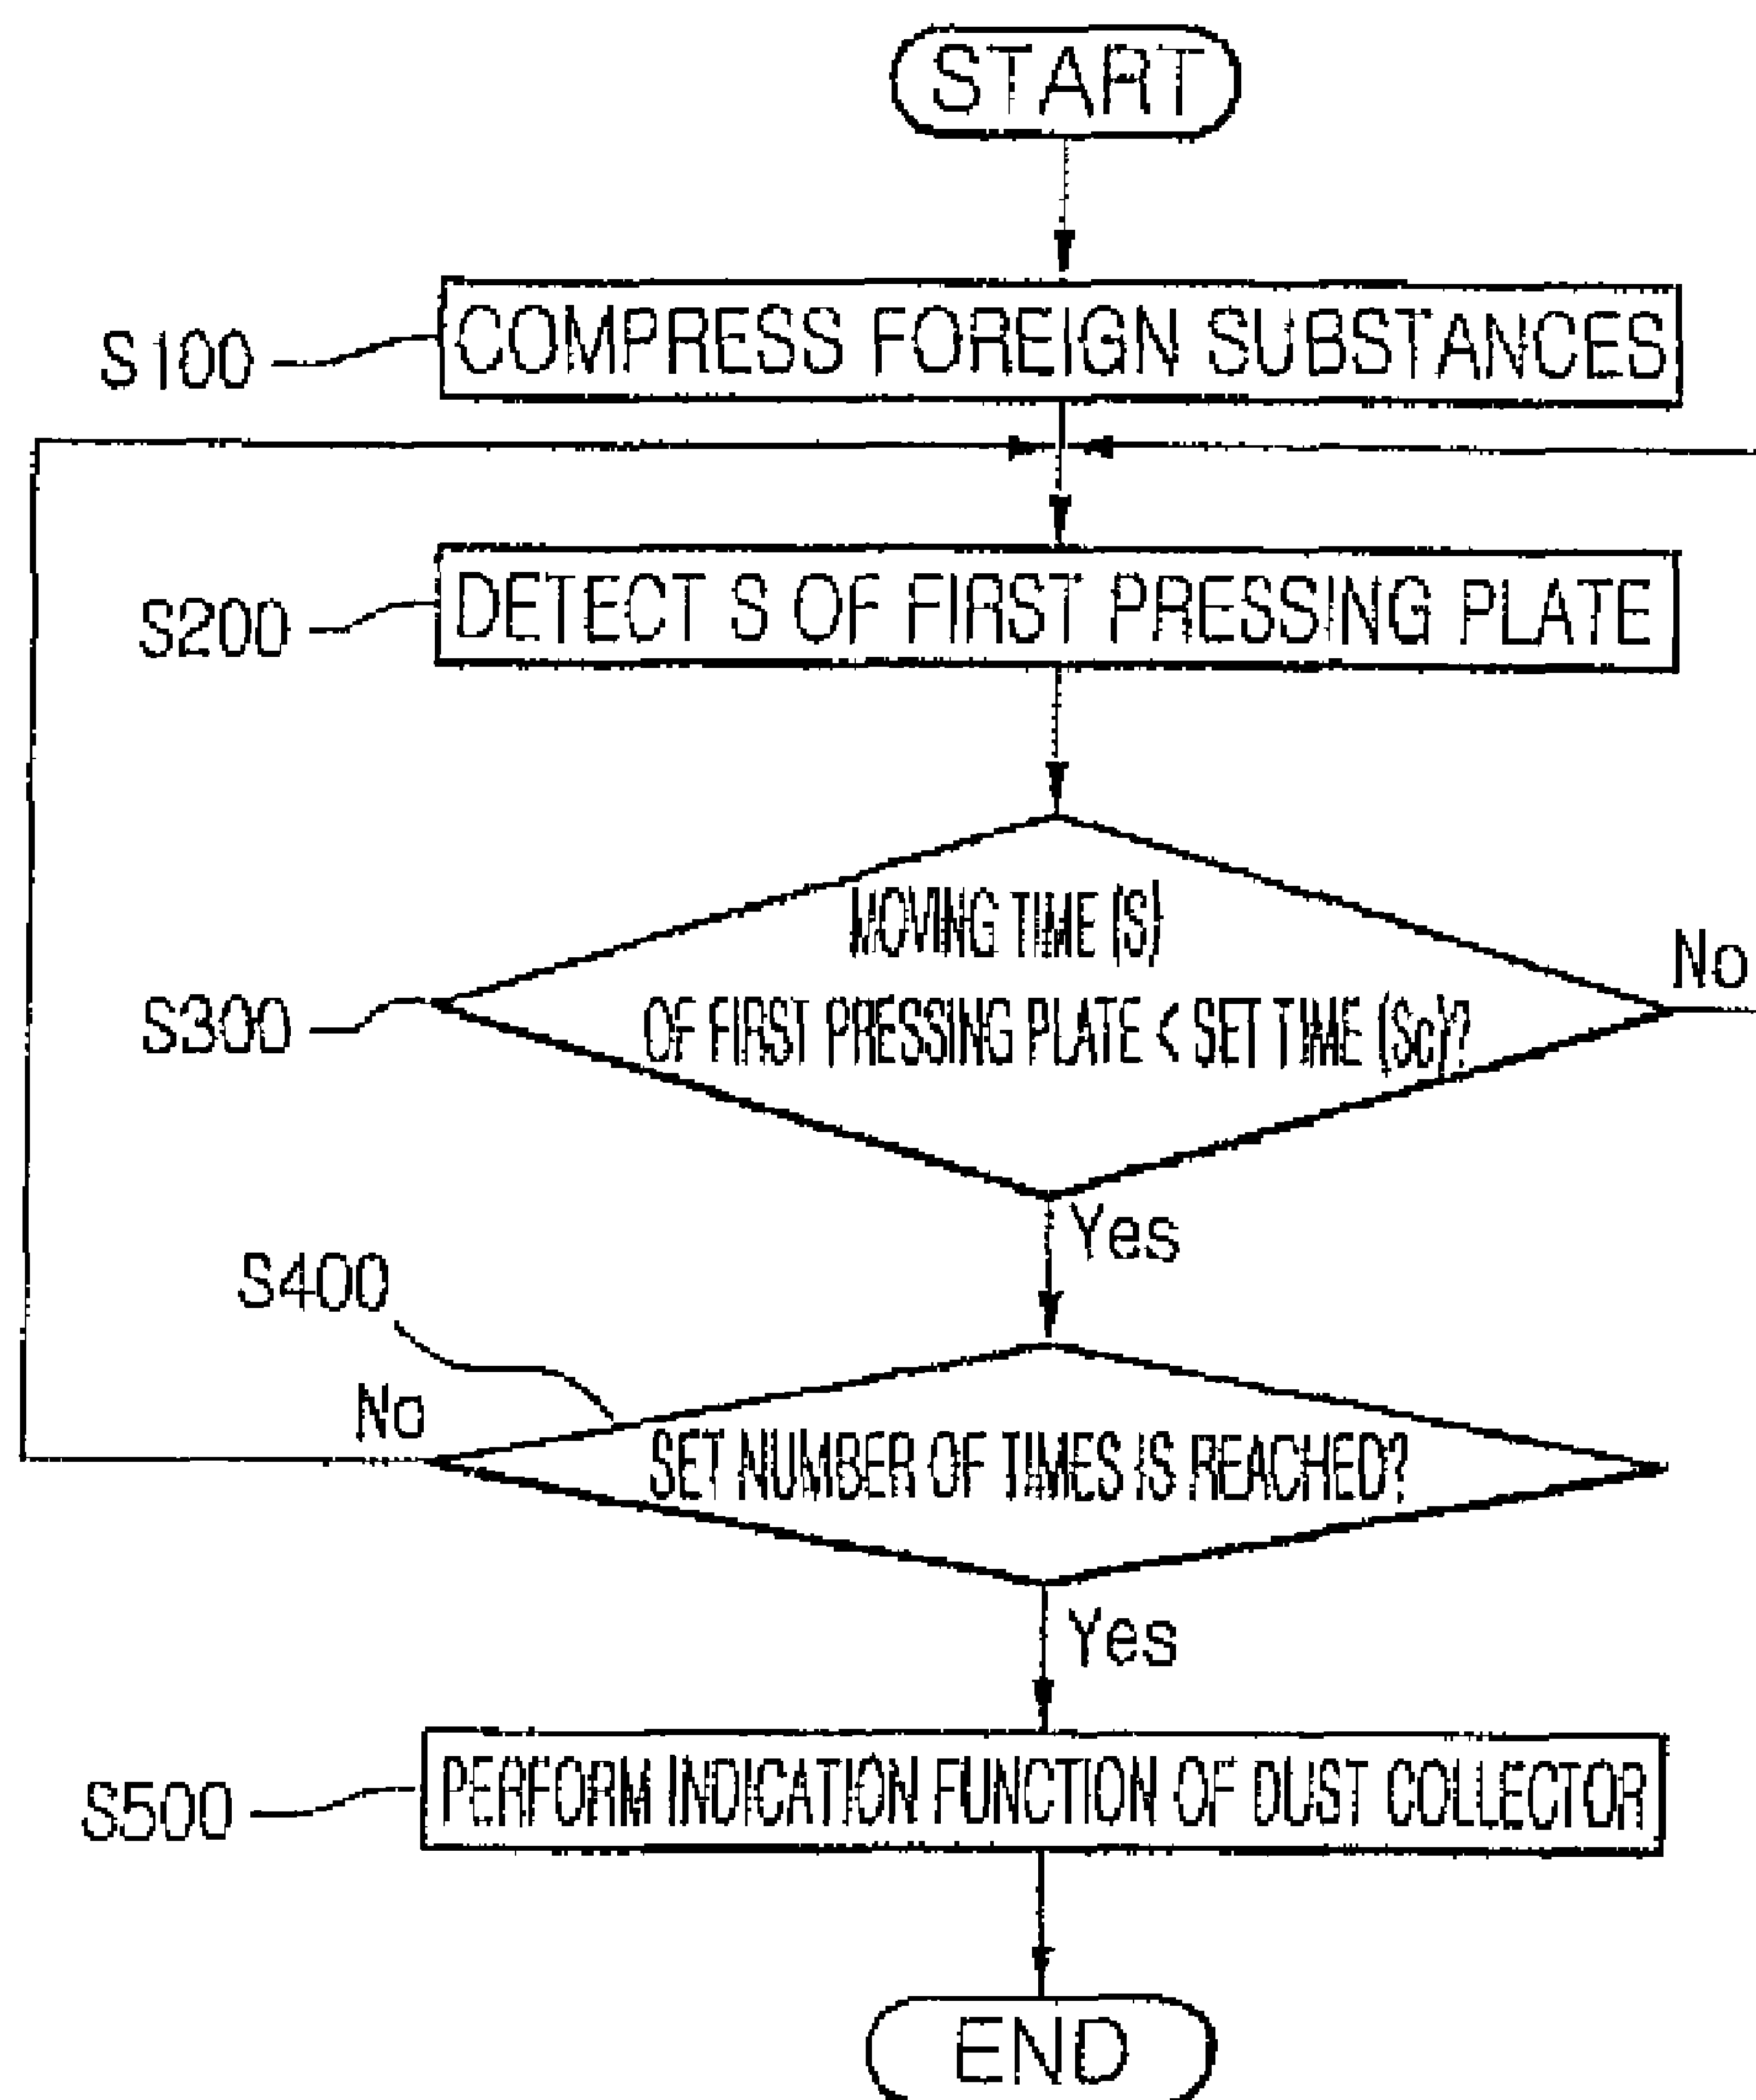 START
S100
COMPRESS FOREIGN SUBSTANCES
S200
DETECT S OF FIRST PRESSING PLATE
MOVING TIME (S)
No
S300
OF FIRST PRESSING PLATE < SET TIME (Sc)?
Yes
S400
No
SET NUMBER OF TIMES IS REACHED?
Yes
S500
PERFORM INDICATION FUNCTION OF DUST COLLECTOR
END